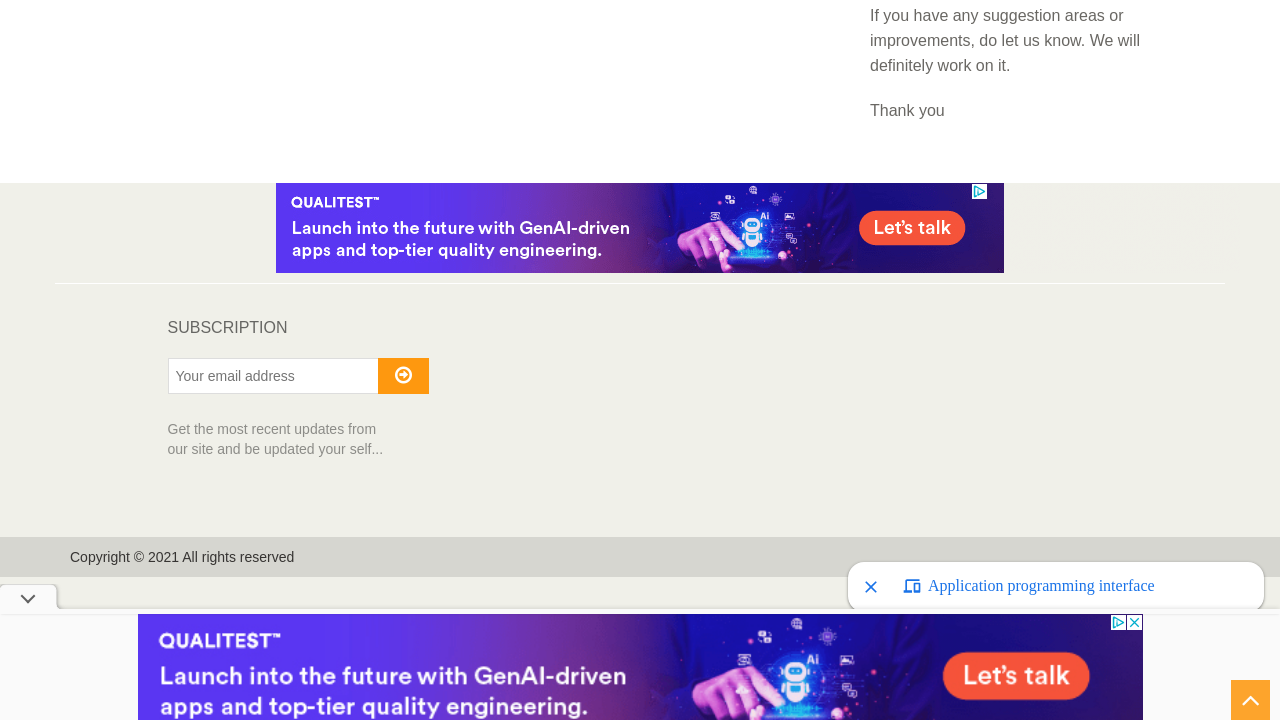 If you have any suggestion areas or
improvements, do let us know. We will
definitely work on it.
Thank you
QUALITEST™
Launch into the future with GenAI-driven
apps and top-tier quality engineering.
Ai
Let's talk
SUBSCRIPTION
Your email address
Get the most recent updates from
our site and be updated your self...
Copyright © 2021 All rights reserved
Application programming interface
QUALITEST™
Launch into the future with GenAI-driven
apps and top-tier quality engineering.
Ai
Let's talk